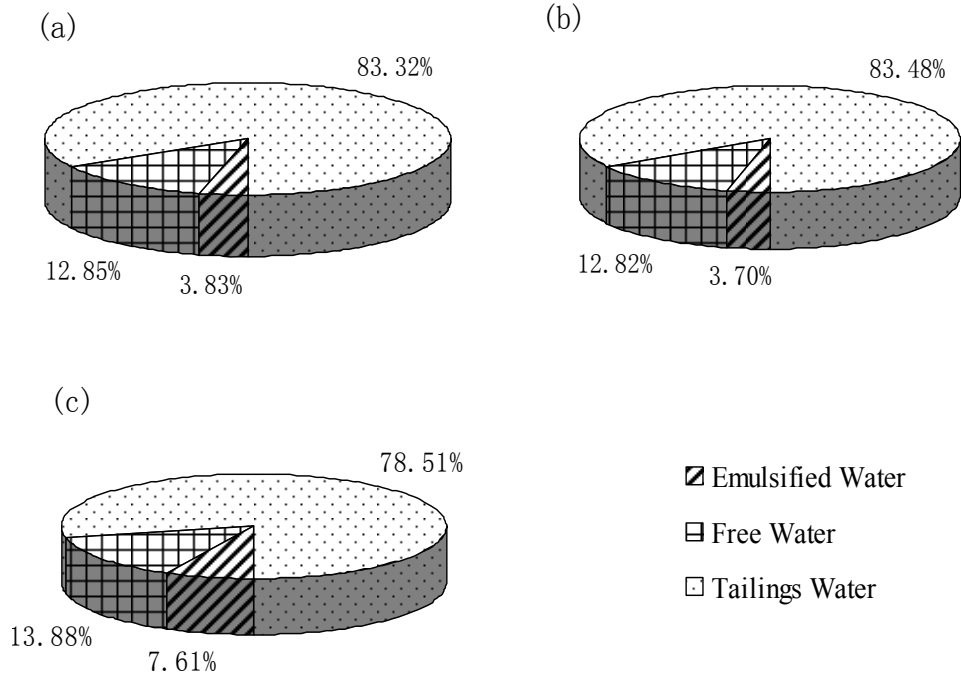 (a)
83.32%
12.85%
3.83%
(b)
83.48%
12.82%
3.70%
(c)
78.51%
13.88%
7.61%
Emulsified Water
Free Water
Tailings Water